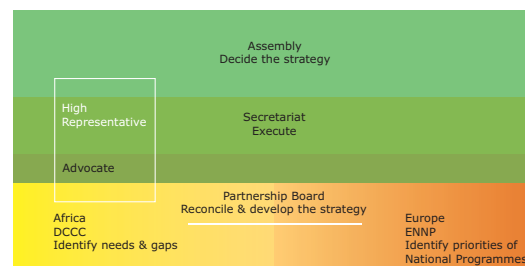 Assembly
Decide the strategy
High
Representative
Secretariat
Execute
Advocate
Partnership Board
Reconcile & develop the strategy
Africa
DCCC
Identify needs & gaps
Europe
ENNP
Identify priorities of
National Programmes